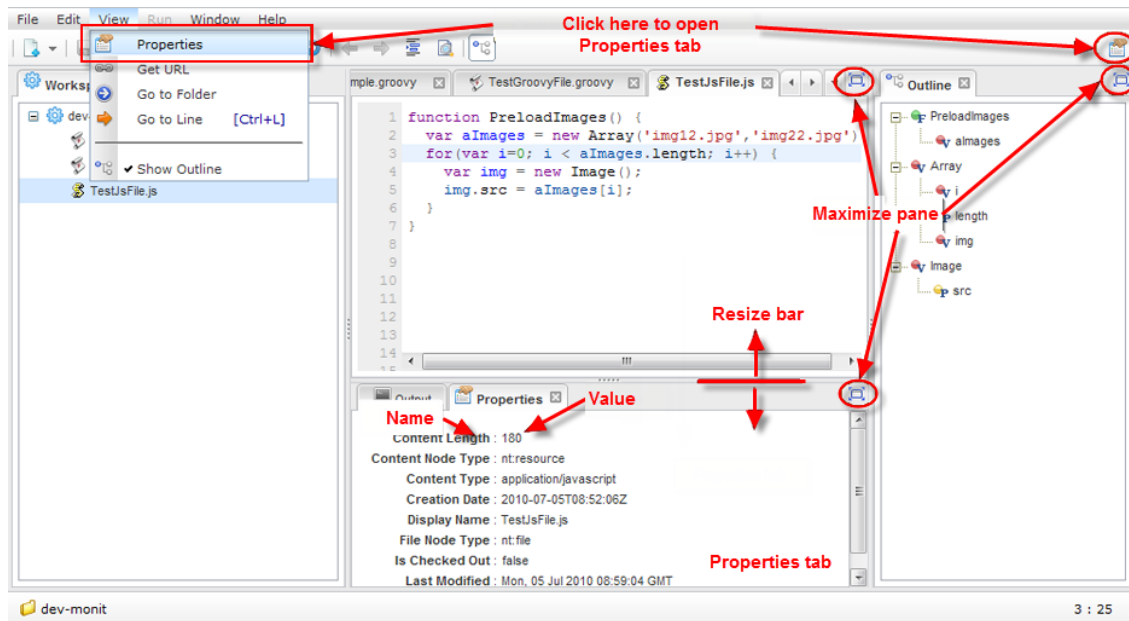 File Edit View Run Window Help
Click here to open
Properties tab
Properties
Get URL
Go to Folder
Go to Line [Ctrl+L]
✔ Show Outline
dev-
TestJsFile.js
mple.groovy TestGroovyFile.groovy TestJsFile.js
1 function PreloadImages() {
2 var aImages = new Array('img12.jpg','img22.jpg')
3 for(var i=0; i < aImages.length; i++) {
4 var img = new Image();
5 img.src = aImages[i];
6 }
7 }
8
9
10
11
12
13
14
15
Outline
PreloadImages
aImages
Array
i
length
img
Image
src
Maximize pane
Resize bar
Output Properties
Name
Value
Content Length : 180
Content Node Type : nt:resource
Content Type : application/javascript
Creation Date : 2010-07-05T08:52:06Z
Display Name : TestJsFile.js
File Node Type : nt:file
Is Checked Out : false
Last Modified : Mon, 05 Jul 2010 08:59:04 GMT
Properties tab
dev-monit
3 : 25